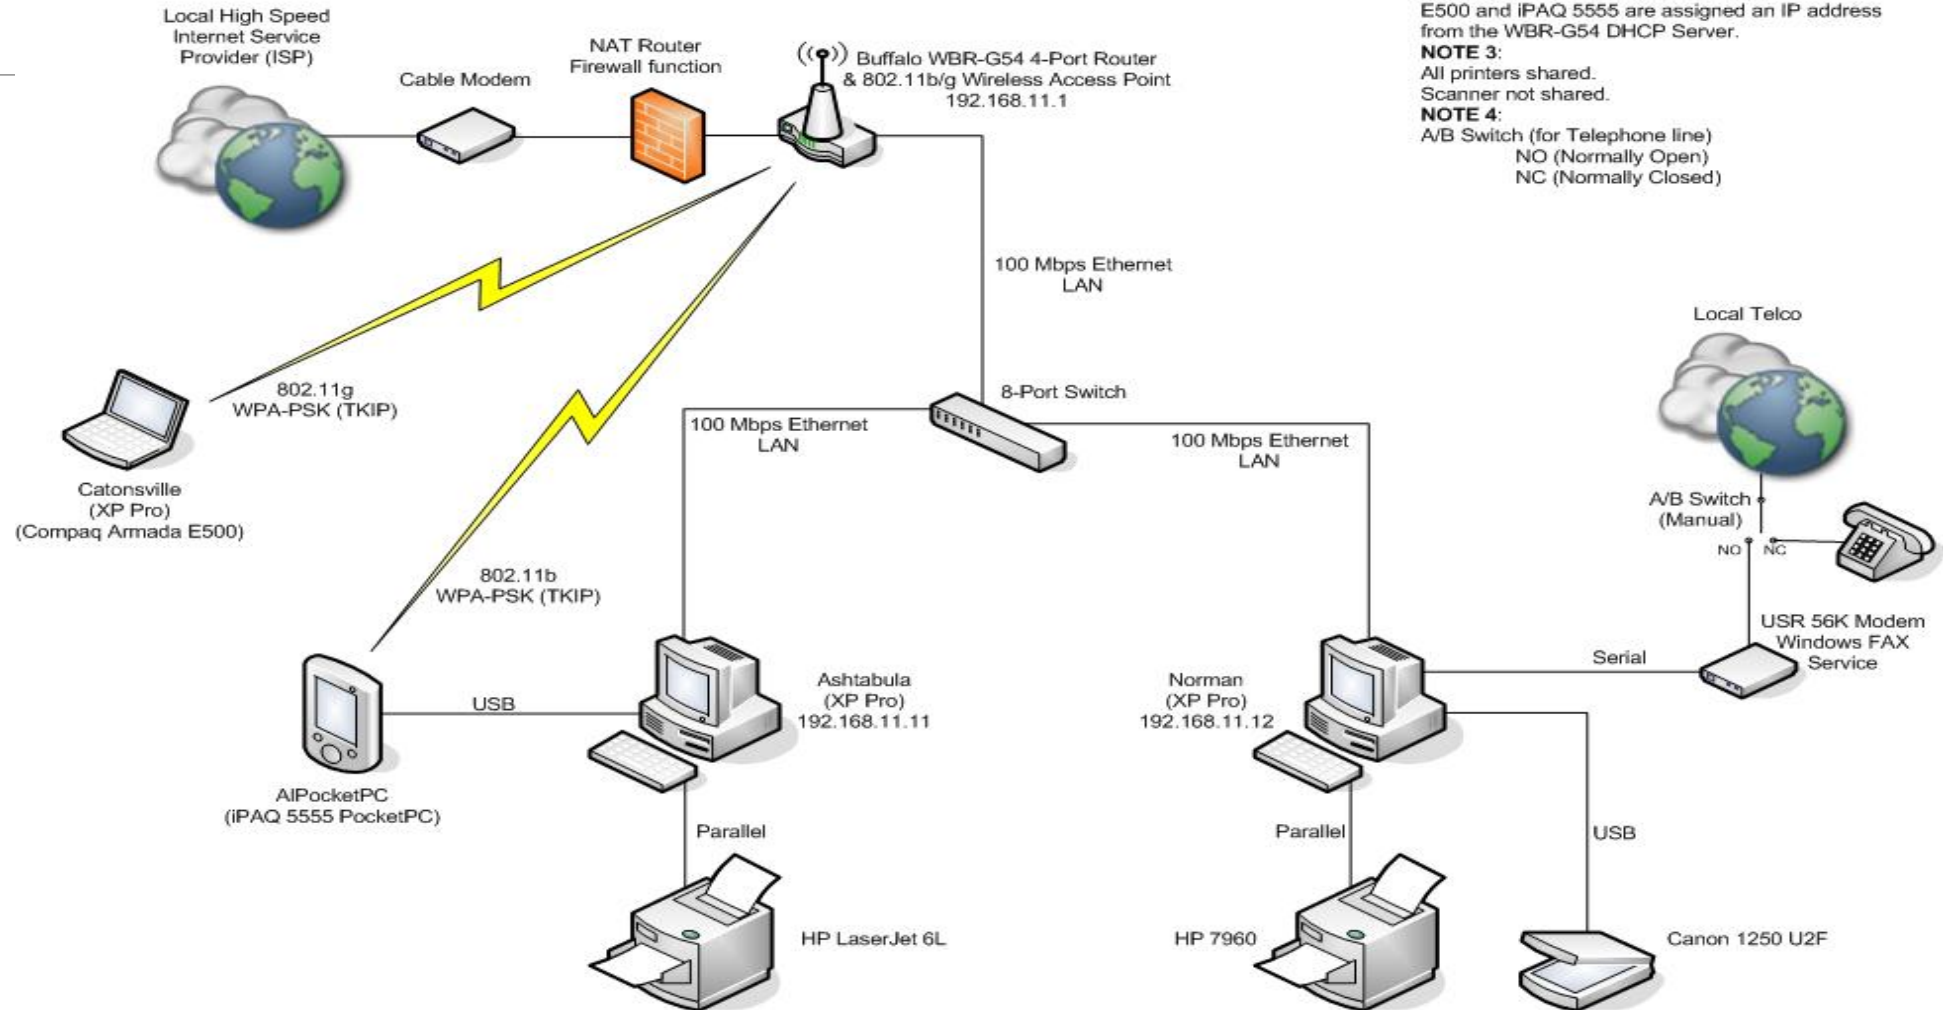 Local High Speed
Internet Service
Provider (ISP)
Cable Modem
NAT Router
Firewall function
Buffalo WBR-G54 4-Port Router
& 802.11b/g Wireless Access Point
192.168.11.1
E500 and iPAQ 5555 are assigned an IP address
from the WBR-G54 DHCP Server.
NOTE 3:
All printers shared.
Scanner not shared.
NOTE 4:
A/B Switch (for Telephone line)
NO (Normally Open)
NC (Normally Closed)
100 Mbps Ethernet
LAN
Local Telco
802.11g
WPA-PSK (TKIP)
8-Port Switch
100 Mbps Ethernet
LAN
100 Mbps Ethernet
LAN
Catonsville
(XP Pro)
(Compaq Armada E500)
A/B Switch
(Manual)
NO
NC
802.11b
WPA-PSK (TKIP)
USR 56K Modem
Windows FAX
Service
Serial
USB
Ashtabula
(XP Pro)
192.168.11.11
Norman
(XP Pro)
192.168.11.12
AlPocketPC
(iPAQ 5555 PocketPC)
Parallel
Parallel
USB
HP LaserJet 6L
HP 7960
Canon 1250 U2F